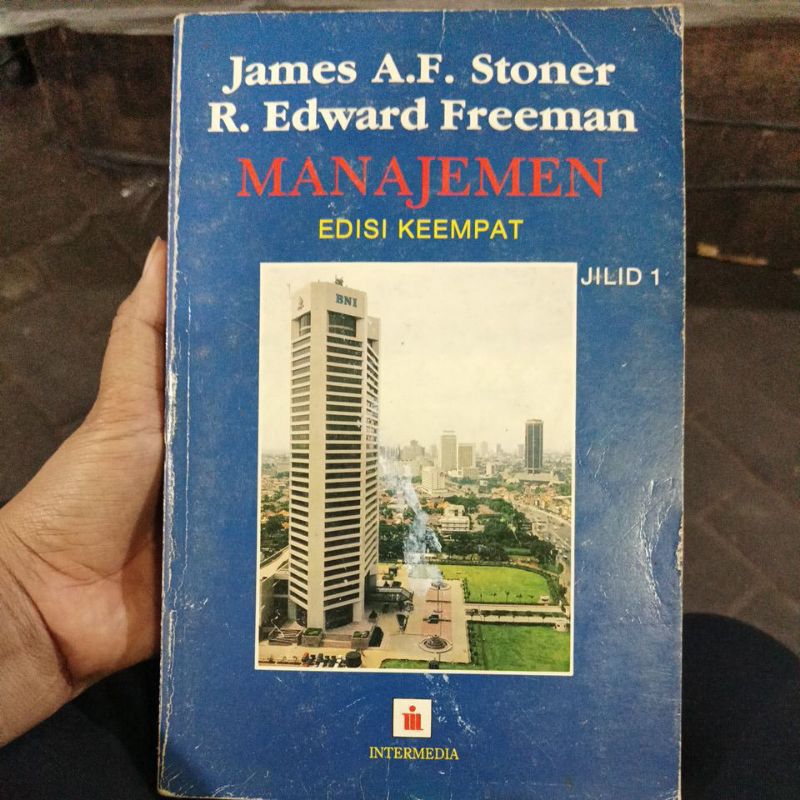 James A.F. Stoner
R. Edward Freeman
MANAJEMEN
EDISI KEEMPAT
JILID 1
BNI
INTERMEDIA